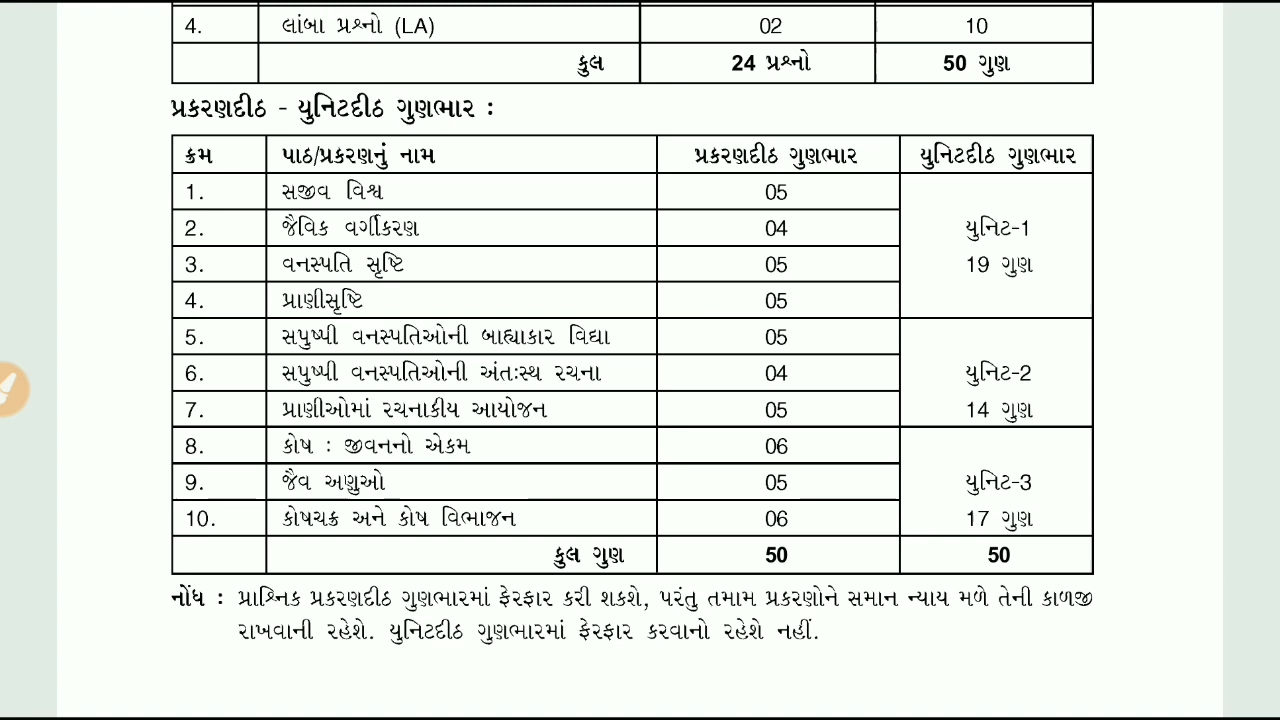 4. લાંબા પ્રશ્નો (LA) 02 10
કુલ 24 પ્રશ્નો 50 ગુણ
પ્રકરણદીઠ - યુનિટદીઠ ગુણભાર :
ક્રમ પાઠ/પ્રકરણનું નામ પ્રકરણદીઠ ગુણભાર યુનિટદીઠ ગુણભાર
1. સજીવ વિશ્વ 05
2. જૈવિક વર્ગીકરણ 04 યુનિટ-1
3. વનસ્પતિ સૃષ્ટિ 05 19 ગુણ
4. પ્રાણીસૃષ્ટિ 05
5. સપુષ્પી વનસ્પતિઓની બાહ્યાકાર વિદ્યા 05
6. સપુષ્પી વનસ્પતિઓની અંતઃસ્થ રચના 04 યુનિટ-2
7. પ્રાણીઓમાં રચનાકીય આયોજન 05 14 ગુણ
8. કોષ : જીવનનો એકમ 06
9. જૈવ અણુઓ 05 યુનિટ-3
10. કોષચક્ર અને કોષ વિભાજન 06 17 ગુણ
કુલ ગુણ 50 50
નોંધ : પ્રાશ્નિક પ્રકરણદીઠ ગુણભારમાં ફેરફાર કરી શકશે, પરંતુ તમામ પ્રકરણોને સમાન ન્યાય મળે તેની કાળજી
રાખવાની રહેશે. યુનિટદીઠ ગુણભારમાં ફેરફાર કરવાનો રહેશે નહીં.